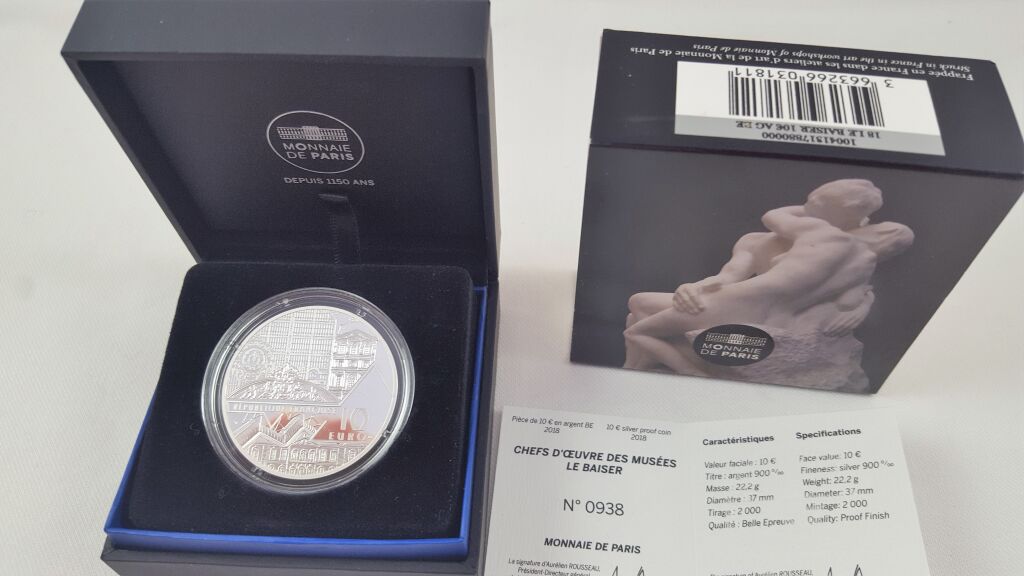 MONNAIE
DE PARIS
DEPUIS 1150 ANS
RÉPUBLIQUE FRANÇAISE
10
EURO
Frappée en France dans les ateliers d'art de la Monnaie de Paris
Struck in France in the art workshops of Monnaie de Paris
3 663266 031811
18 LE BAISER 10€ AG BE
10041317880000
MONNAIE
DE PARIS
Pièce de 10 € en argent BE
2018
10 € silver proof coin
2018
CHEFS D'ŒUVRE DES MUSÉES
LE BAISER
N° 0938
MONNAIE DE PARIS
La signature d'Aurélien ROUSSEAU,
Président-Directeur général
Caractéristiques
Valeur faciale : 10 €
Titre : argent 900 ‰
Masse : 22,2 g
Diamètre : 37 mm
Tirage : 2 000
Qualité : Belle Epreuve
Specifications
Face value: 10 €
Fineness: silver 900 ‰
Weight: 22,2 g
Diameter: 37 mm
Mintage: 2 000
Quality: Proof Finish